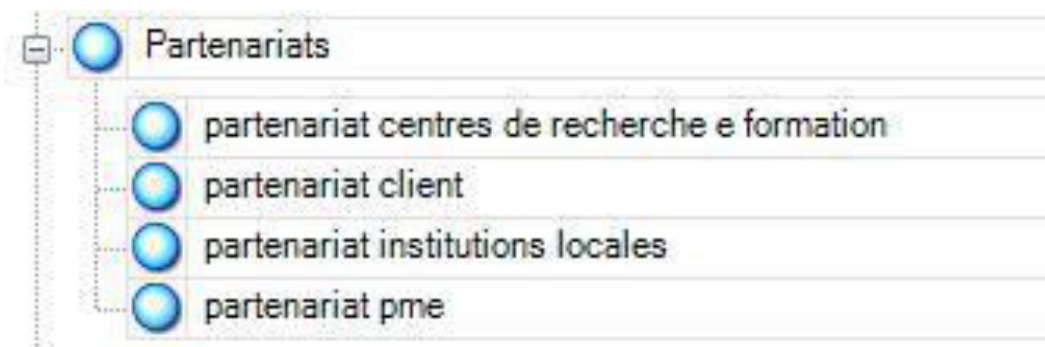 Partenariats
partenariat centres de recherche e formation
partenariat client
partenariat institutions locales
partenariat pme